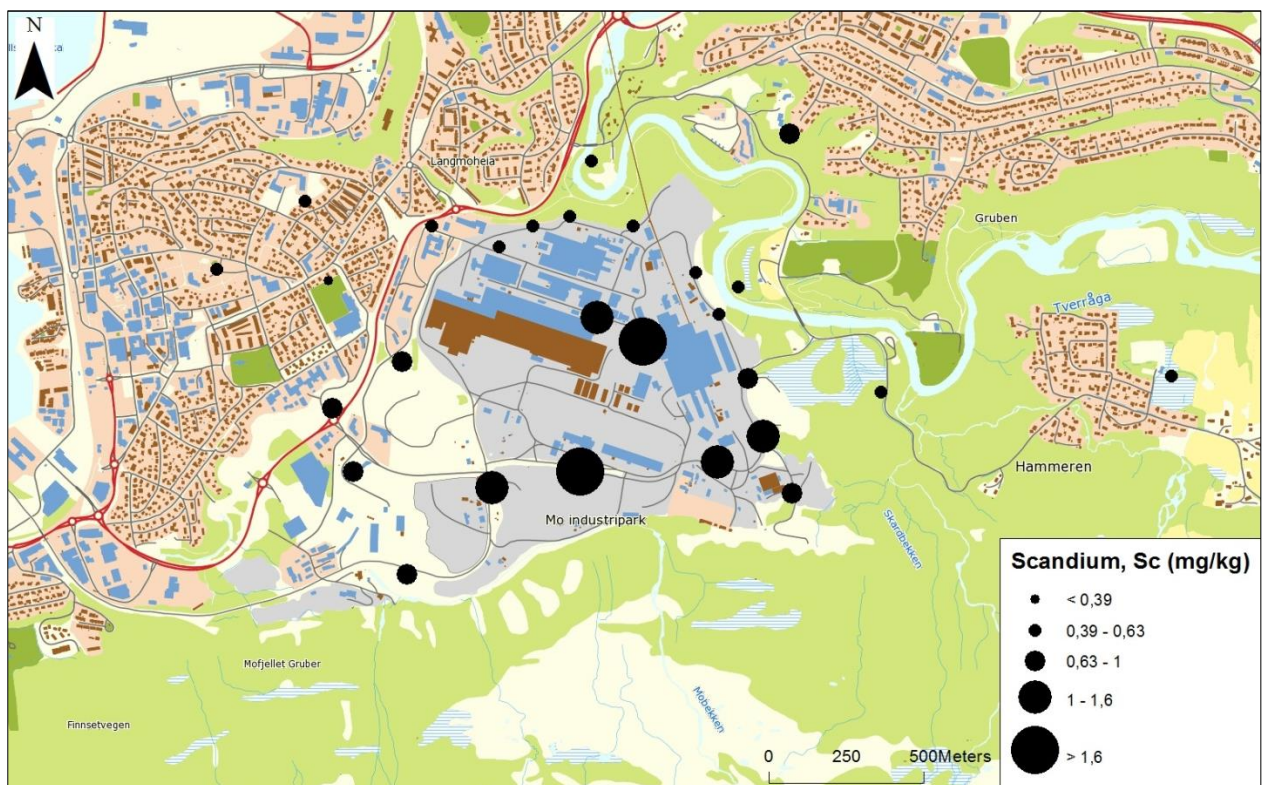 N
Langmoheia
Gruben
Tverråga
Hammeren
Mo industripark
Skardbekken
Mofjellet Gruber
Mobekken
Finnsetvegen
0 250 500Meters
Scandium, Sc (mg/kg)
< 0,39
0,39 - 0,63
0,63 - 1
1 - 1,6
> 1,6